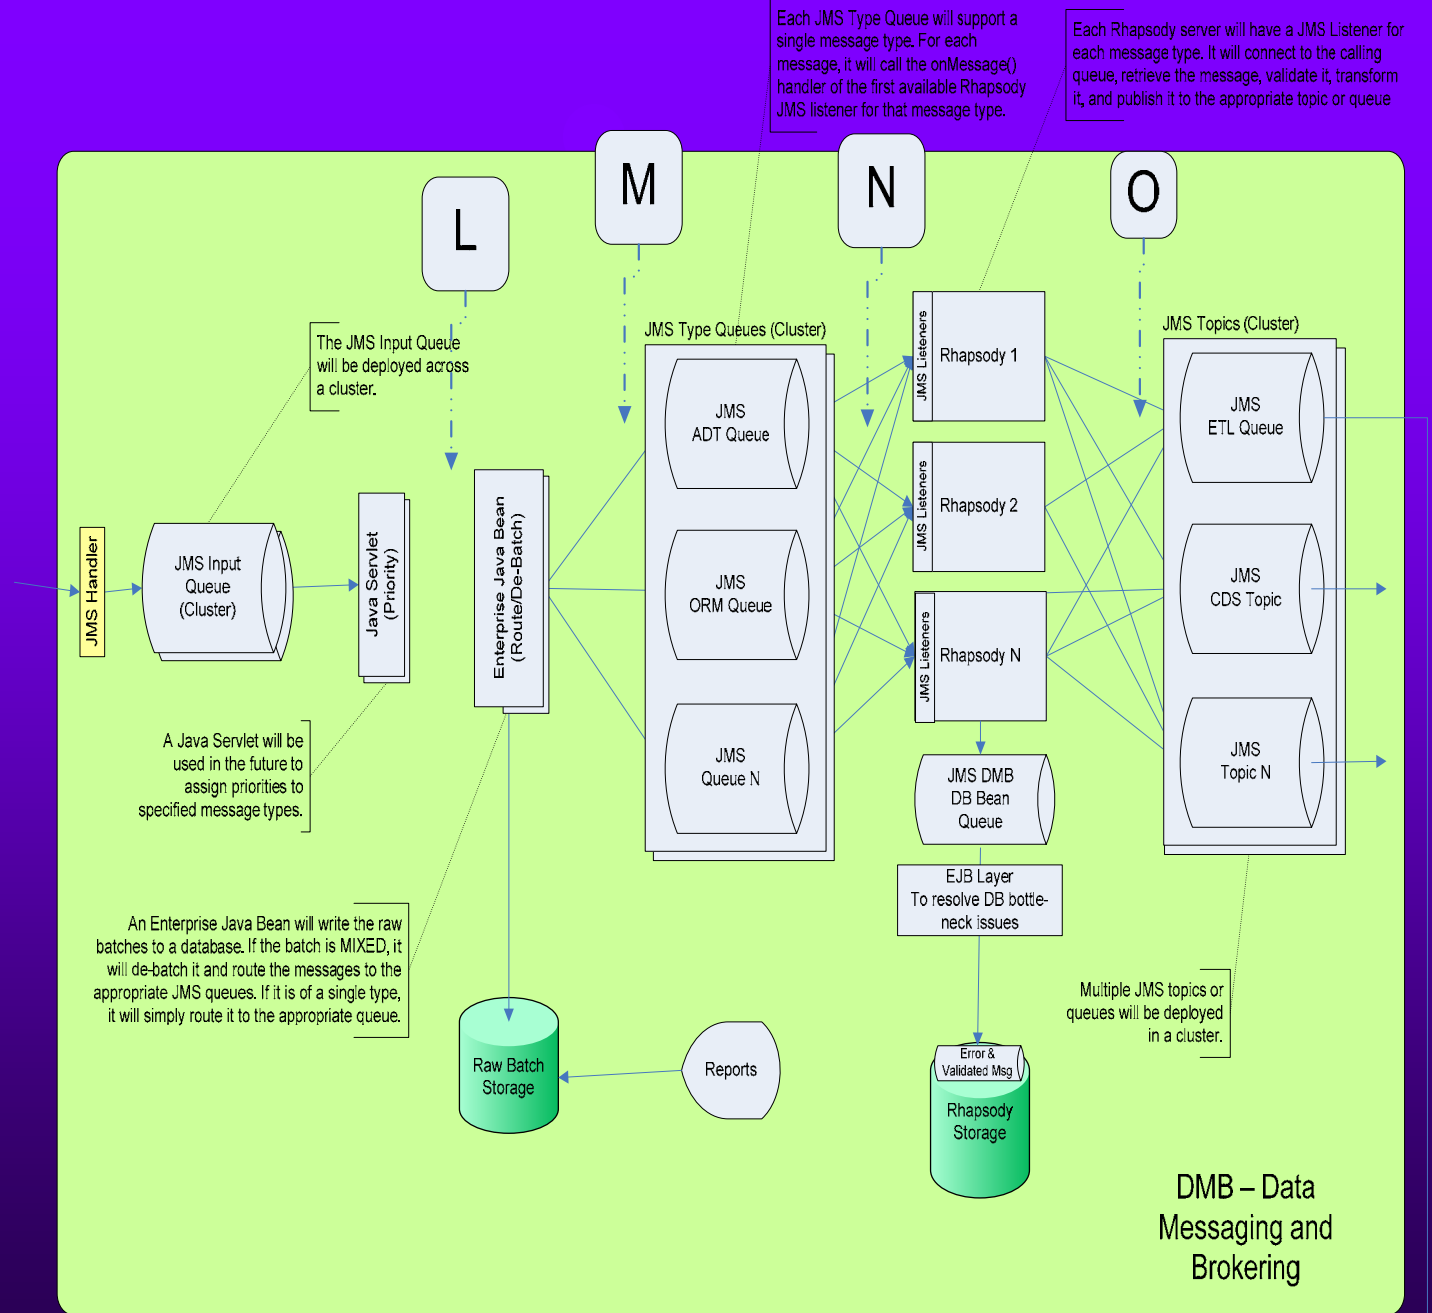 Each JMS Type Queue will support a
single message type. For each
message, it will call the onMessage()
handler of the first available Rhapsody
JMS listener for that message type.
Each Rhapsody server will have a JMS Listener for
each message type. It will connect to the calling
queue, retrieve the message, validate it, transform
it, and publish it to the appropriate topic or queue
L
M
N
O
The JMS Input Queue
will be deployed across
a cluster.
JMS Handler
JMS Input
Queue
(Cluster)
Java Servlet
(Priority)
A Java Servlet will be
used in the future to
assign priorities to
specified message types.
Enterprise Java Bean
(Route/De-Batch)
An Enterprise Java Bean will write the raw
batches to a database. If the batch is MIXED, it
will de-batch it and route the messages to the
appropriate JMS queues. If it is of a single type,
it will simply route it to the appropriate queue.
JMS Type Queues (Cluster)
JMS
ADT Queue
JMS
ORM Queue
JMS
Queue N
JMS Listeners
Rhapsody 1
JMS Listeners
Rhapsody 2
JMS Listeners
Rhapsody N
JMS DMB
DB Bean
Queue
EJB Layer
To resolve DB bottle-
neck issues
JMS Topics (Cluster)
JMS
ETL Queue
JMS
CDS Topic
JMS
Topic N
Multiple JMS topics or
queues will be deployed
in a cluster.
Raw Batch
Storage
Reports
Error &
Validated Msg
Rhapsody
Storage
DMB – Data
Messaging and
Brokering